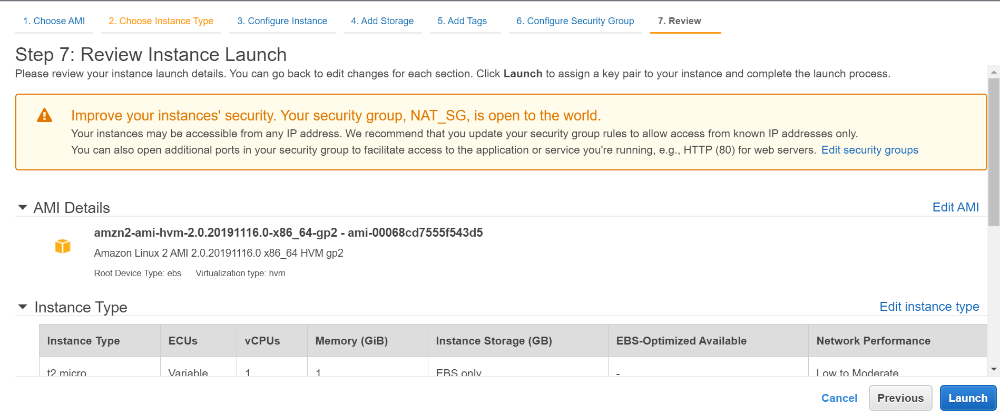 1. Choose AMI 2. Choose Instance Type 3. Configure Instance 4. Add Storage 5. Add Tags 6. Configure Security Group 7. Review
Step 7: Review Instance Launch
Please review your instance launch details. You can go back to edit changes for each section. Click Launch to assign a key pair to your instance and complete the launch process.
Improve your instances' security. Your security group, NAT_SG, is open to the world.
Your instances may be accessible from any IP address. We recommend that you update your security group rules to allow access from known IP addresses only.
You can also open additional ports in your security group to facilitate access to the application or service you're running, e.g., HTTP (80) for web servers. Edit security groups
AMI Details Edit AMI
amzn2-ami-hvm-2.0.20191116.0-x86_64-gp2 - ami-00068cd7555f543d5
Amazon Linux 2 AMI 2.0.20191116.0 x86_64 HVM gp2
Root Device Type: ebs Virtualization type: hvm
Instance Type Edit instance type
Instance Type ECUs vCPUs Memory (GiB) Instance Storage (GB) EBS-Optimized Available Network Performance
t2.micro Variable 1 1 EBS only - Low to Moderate
Cancel Previous Launch